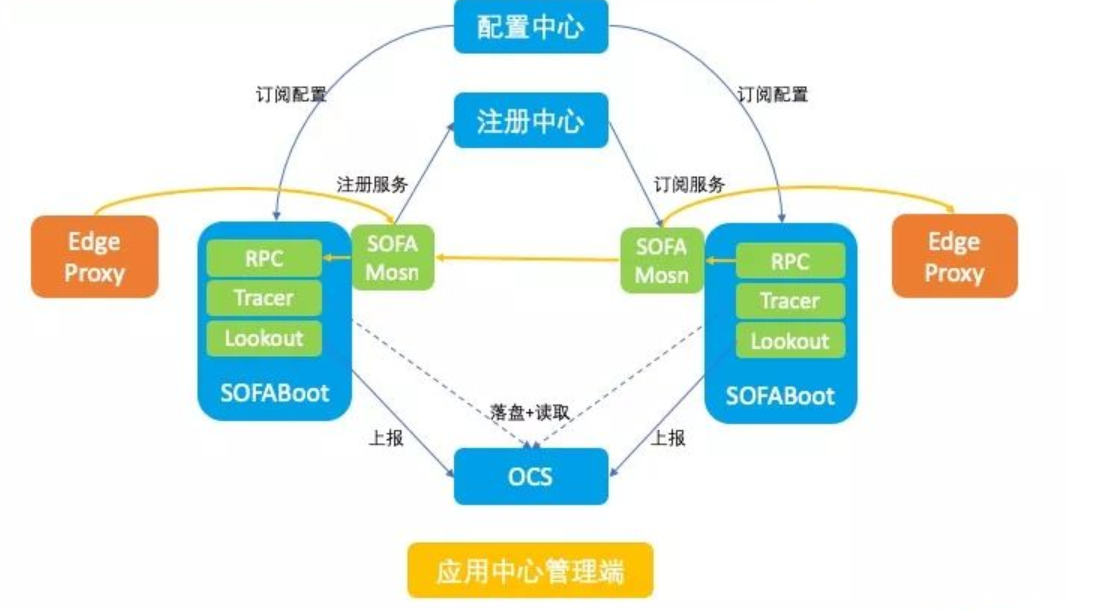 配置中心
订阅配置
订阅配置
注册中心
注册服务
订阅服务
Edge
Proxy
RPC
Tracer
Lookout
SOFABoot
SOFA
Mosn
SOFA
Mosn
RPC
Tracer
Lookout
SOFABoot
Edge
Proxy
落盘+读取
上报
上报
OCS
应用中心管理端